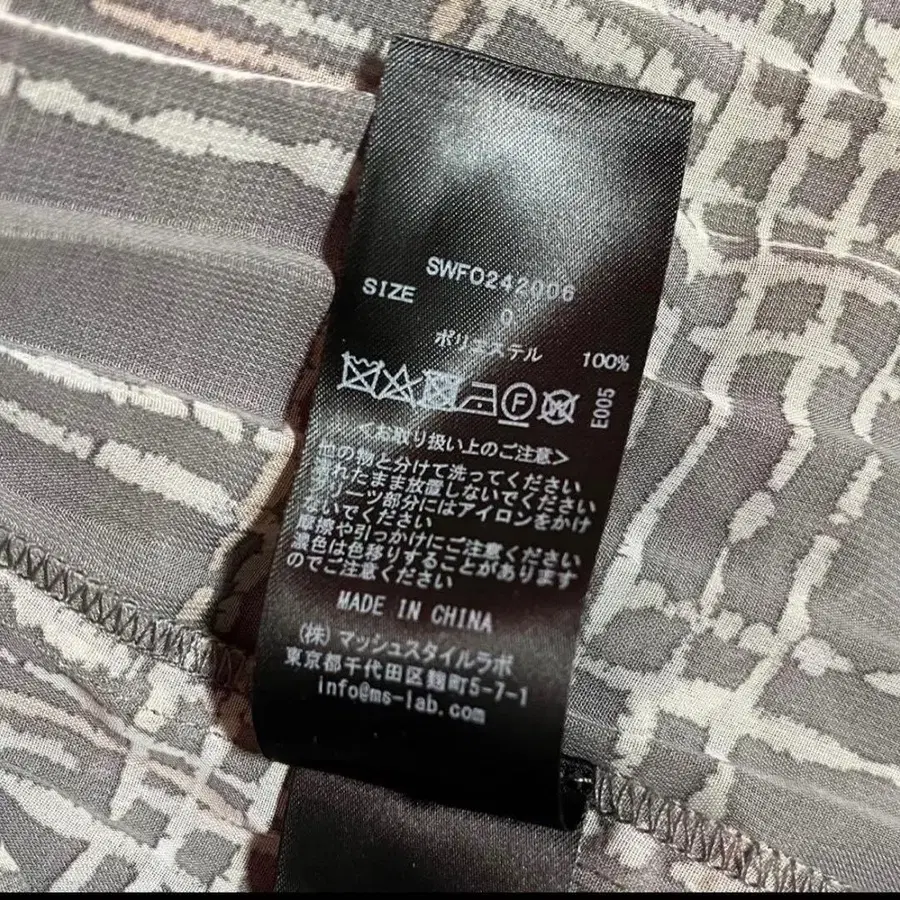 SWFO242006
SIZE 0
ポリエステル 100%
F W
E005
<お取り扱い上のご注意>
他の物と分けて洗ってください
濡れたまま放置しないでください
プリーツ部分にはアイロンをかけ
ないでください
摩擦や引っかけにご注意ください
濃色は色移りすることがあります
のでご注意ください
MADE IN CHINA
(株) マッシュスタイルラボ
東京都千代田区麹町5-7-1
info@ms-lab.com